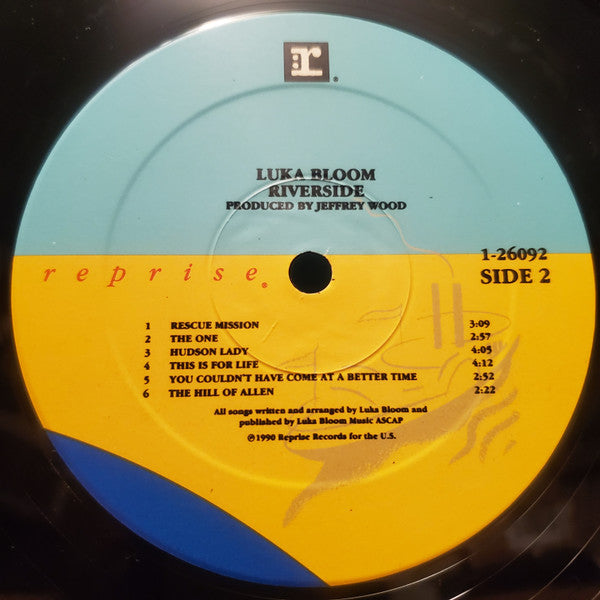 :r®
LUKA BLOOM
RIVERSIDE
PRODUCED BY JEFFREY WOOD
reprise®
1-26092
SIDE 2
1 RESCUE MISSION 3:09
2 THE ONE 2:57
3 HUDSON LADY 4:05
4 THIS IS FOR LIFE 4:12
5 YOU COULDN'T HAVE COME AT A BETTER TIME 2:52
6 THE HILL OF ALLEN 2:22
All songs written and arranged by Luka Bloom and
published by Luka Bloom Music ASCAP
℗1990 Reprise Records for the U.S.